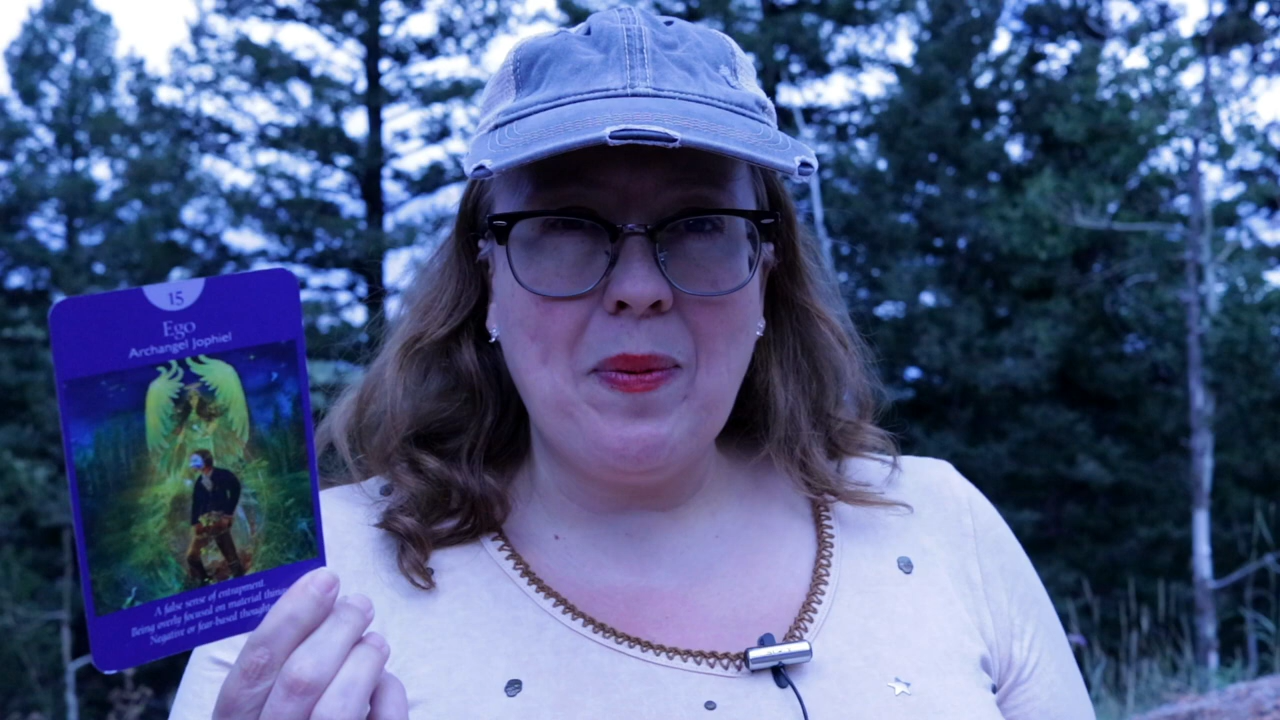 15
Ego
Archangel Jophiel
A false sense of entrapment.
Being overly focused on material things
Negative or fear-based thoughts